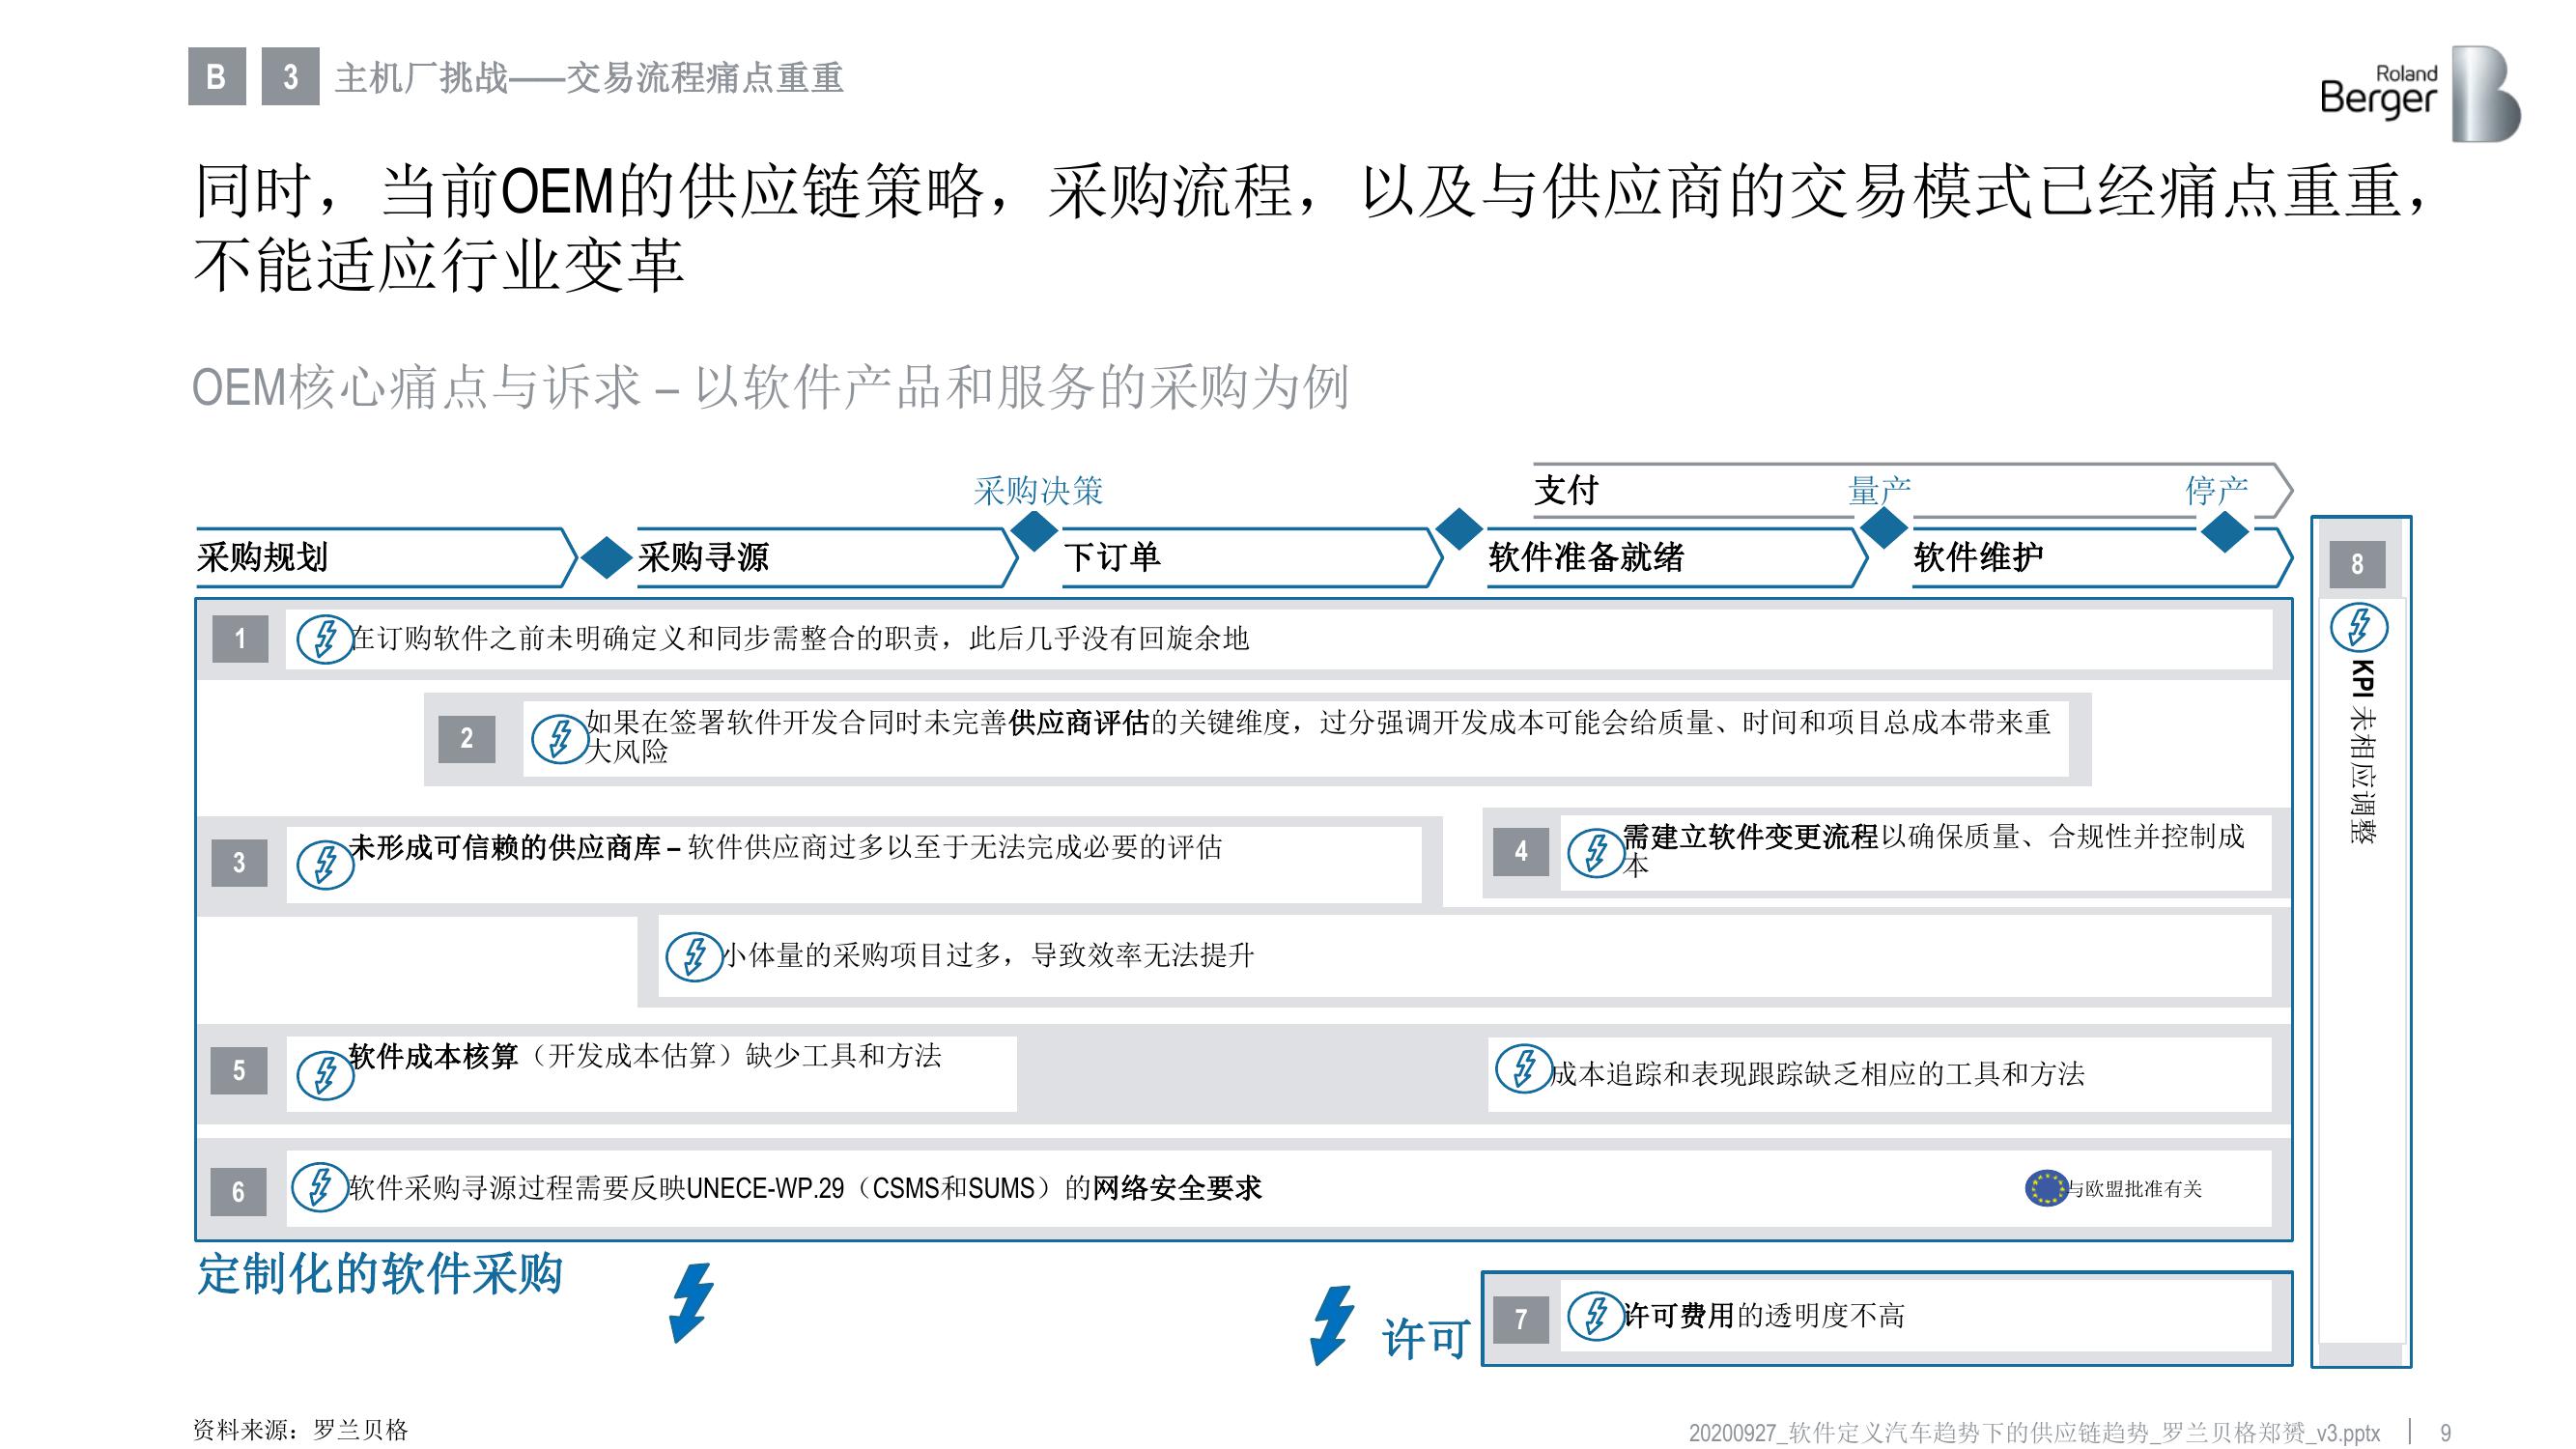 B 3 主机厂挑战——交易流程痛点重重
Roland
Berger
同时，当前OEM的供应链策略，采购流程，以及与供应商的交易模式已经痛点重重，
不能适应行业变革
OEM核心痛点与诉求 – 以软件产品和服务的采购为例
采购决策
支付
量产
停产
采购规划
采购寻源
下订单
软件准备就绪
软件维护
8
KPI 未相应调整
1 在订购软件之前未明确定义和同步需整合的职责，此后几乎没有回旋余地
2 如果在签署软件开发合同时未完善供应商评估的关键维度，过分强调开发成本可能会给质量、时间和项目总成本带来重
大风险
3 未形成可信赖的供应商库 – 软件供应商过多以至于无法完成必要的评估
4 需建立软件变更流程以确保质量、合规性并控制成
本
小体量的采购项目过多，导致效率无法提升
5 软件成本核算（开发成本估算）缺少工具和方法
成本追踪和表现跟踪缺乏相应的工具和方法
6 软件采购寻源过程需要反映UNECE-WP.29（CSMS和SUMS）的网络安全要求
与欧盟批准有关
定制化的软件采购
许可
7 许可费用的透明度不高
资料来源：罗兰贝格
20200927_软件定义汽车趋势下的供应链趋势_罗兰贝格郑赟_v3.pptx 9